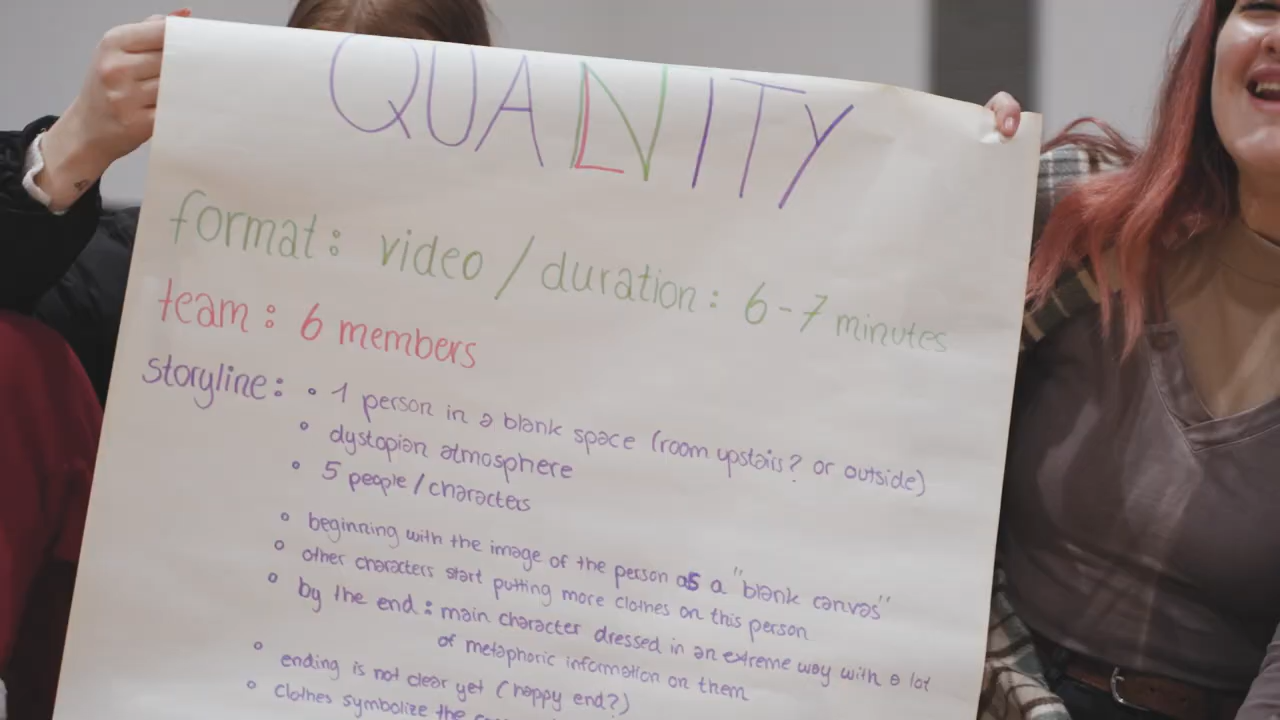 QUANITY
format: video / duration: 6-7 minutes
team: 6 members
storyline: • 1 person in a blank space (room upstairs? or outside)
• dystopian atmosphere
• 5 people / characters
• beginning with the image of the person as a "blank canvas"
• other characters start putting more clothes on this person
• by the end: main character dressed in an extreme way with a lot
of metaphoric information on them
• ending is not clear yet (happy end?)
• clothes symbolize the